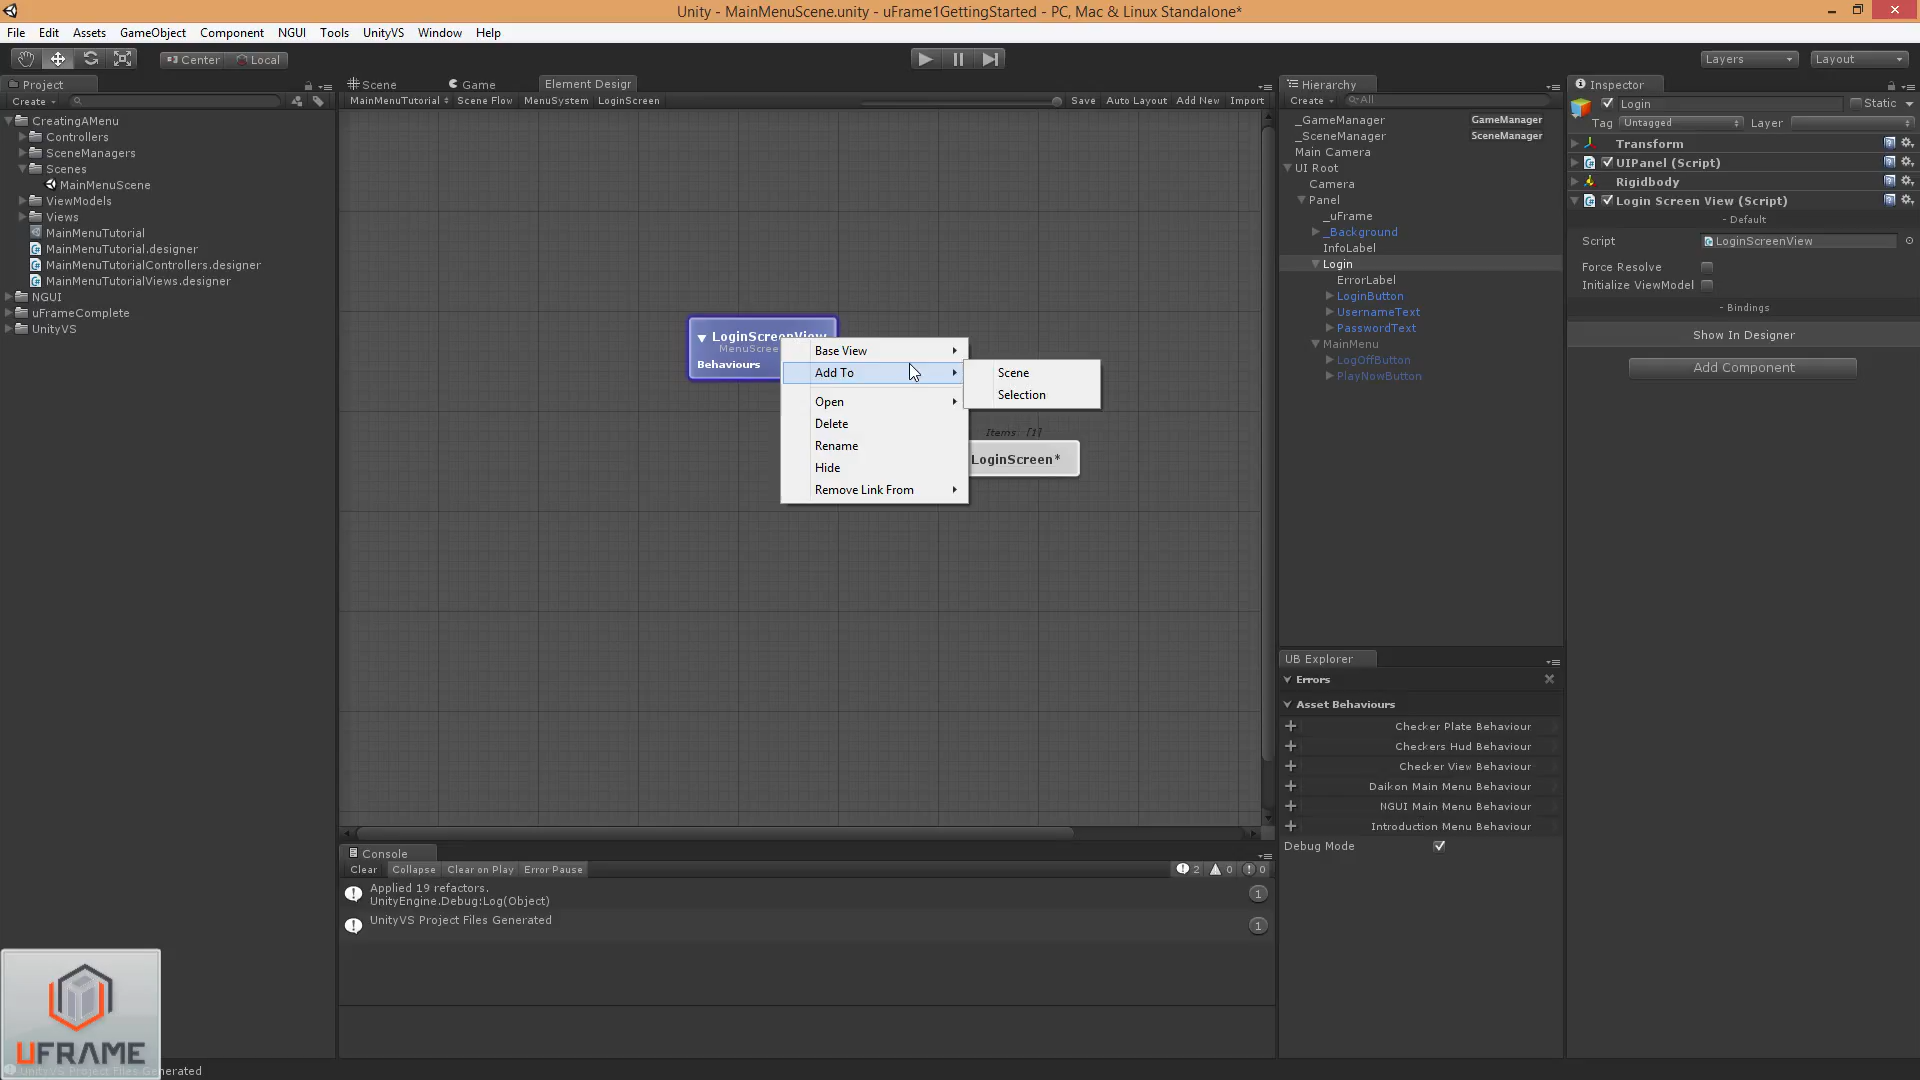 Unity - MainMenuScene.unity - uFrame1GettingStarted - PC, Mac & Linux Standalone*
File Edit Assets GameObject Component NGUI Tools UnityVS Window Help
Center Local
Layers Layout
Project
Create
CreatingAMenu
Controllers
SceneManagers
Scenes
MainMenuScene
ViewModels
Views
MainMenuTutorial
MainMenuTutorial.designer
MainMenuTutorialControllers.designer
MainMenuTutorialViews.designer
NGUI
uFrameComplete
UnityVS
Scene Game Element Desigr
MainMenuTutorial Scene Flow MenuSystem LoginScreen Save Auto Layout Add New Import
LoginScreenView
MenuScree
Behaviours
Base View
Add To
Open
Delete
Rename
Hide
Remove Link From
Scene
Selection
Items: [1]
LoginScreen*
Console
Clear Collapse Clear on Play Error Pause 2 0 0
Applied 19 refactors.
UnityEngine.Debug:Log(Object)
1
UnityVS Project Files Generated
1
Hierarchy
Create All
_GameManager GameManager
_SceneManager SceneManager
Main Camera
UI Root
Camera
Panel
_uFrame
_Background
InfoLabel
Login
ErrorLabel
LoginButton
UsernameText
PasswordText
MainMenu
LogOffButton
PlayNowButton
UB Explorer
Errors
Asset Behaviours
Checker Plate Behaviour
Checkers Hud Behaviour
Checker View Behaviour
Daikon Main Menu Behaviour
NGUI Main Menu Behaviour
Introduction Menu Behaviour
Debug Mode
Inspector
Login Static
Tag Untagged Layer
Transform
UIPanel (Script)
Rigidbody
Login Screen View (Script)
- Default
Script LoginScreenView
Force Resolve
Initialize ViewModel
- Bindings
Show In Designer
Add Component
UFRAME
UnityVS Project Files Generated